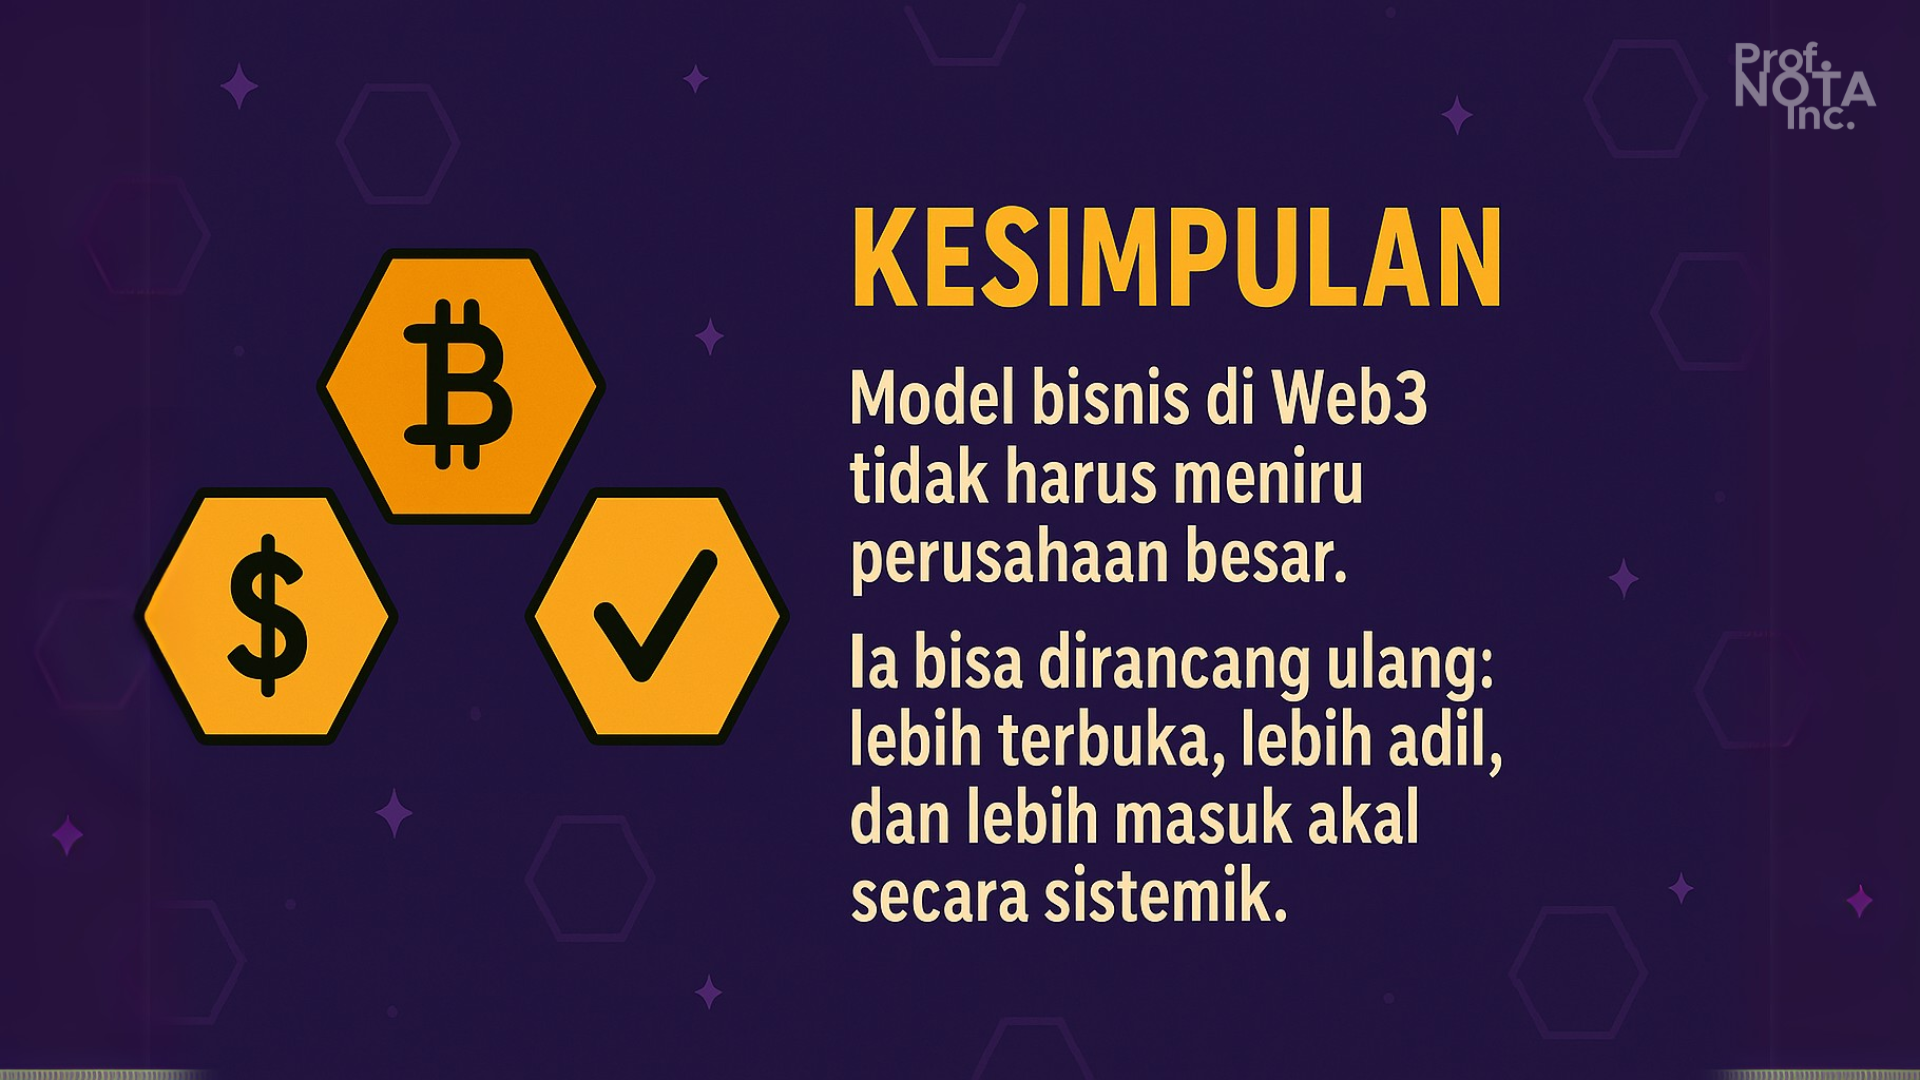 Prof.
NOTA
Inc.
KESIMPULAN
Model bisnis di Web3
tidak harus meniru
perusahaan besar.
Ia bisa dirancang ulang:
lebih terbuka, lebih adil,
dan lebih masuk akal
secara sistemik.